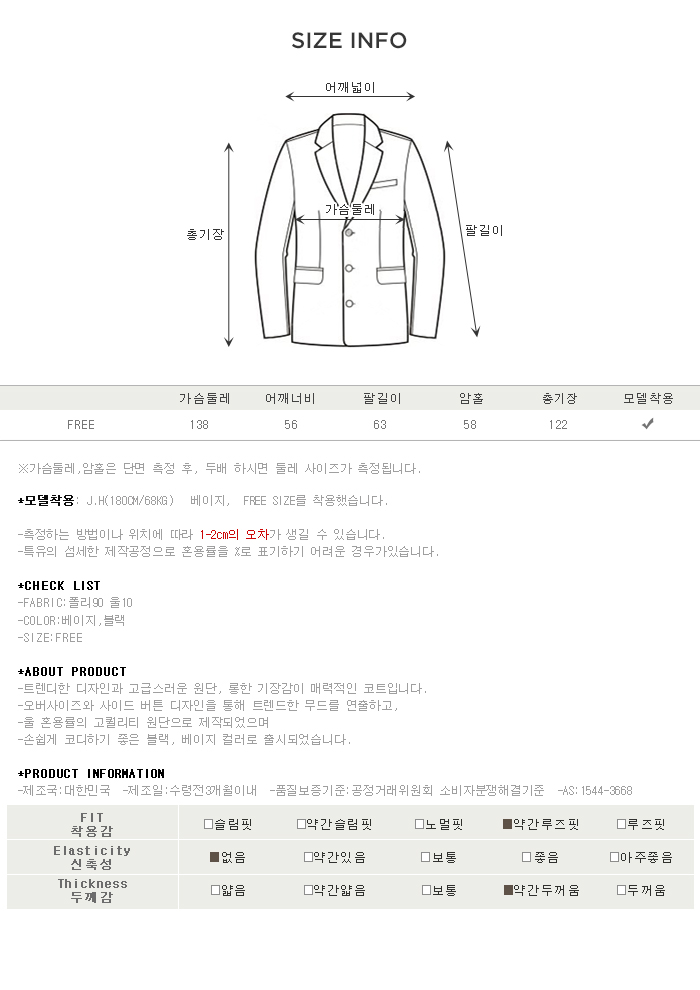 SIZE INFO
어깨넓이
가슴둘레
총기장
팔길이
가슴둘레 어깨너비 팔길이 암홀 총기장 모델착용
FREE 138 56 63 58 122
※가슴둘레,암홀은 단면 측정 후, 두배 하시면 둘레 사이즈가 측정됩니다.
*모델착용: J.H(180CM/68KG) 베이지, FREE SIZE를 착용했습니다.
-측정하는 방법이나 위치에 따라 1-2cm의 오차가 생길 수 있습니다.
-특유의 섬세한 제작공정으로 혼용률을 %로 표기하기 어려운 경우가있습니다.
*CHECK LIST
-FABRIC:폴리90 울10
-COLOR:베이지,블랙
-SIZE:FREE
*ABOUT PRODUCT
-트렌디한 디자인과 고급스러운 원단, 롱한 기장감이 매력적인 코트입니다.
-오버사이즈와 사이드 버튼 디자인을 통해 트렌드한 무드를 연출하고,
-울 혼용률의 고퀄리티 원단으로 제작되었으며
-손쉽게 코디하기 좋은 블랙, 베이지 컬러로 출시되었습니다.
*PRODUCT INFORMATION
-제조국:대한민국 -제조일:수령전3개월이내 -품질보증기준:공정거래위원회 소비자분쟁해결기준 -AS:1544-3668
FIT
착용감 □슬림핏 □약간슬림핏 □노멀핏 ■약간루즈핏 □루즈핏
Elasticity
신축성 ■없음 □약간있음 □보통 □좋음 □아주좋음
Thickness
두께감 □얇음 □약간얇음 □보통 ■약간두꺼움 □두꺼움